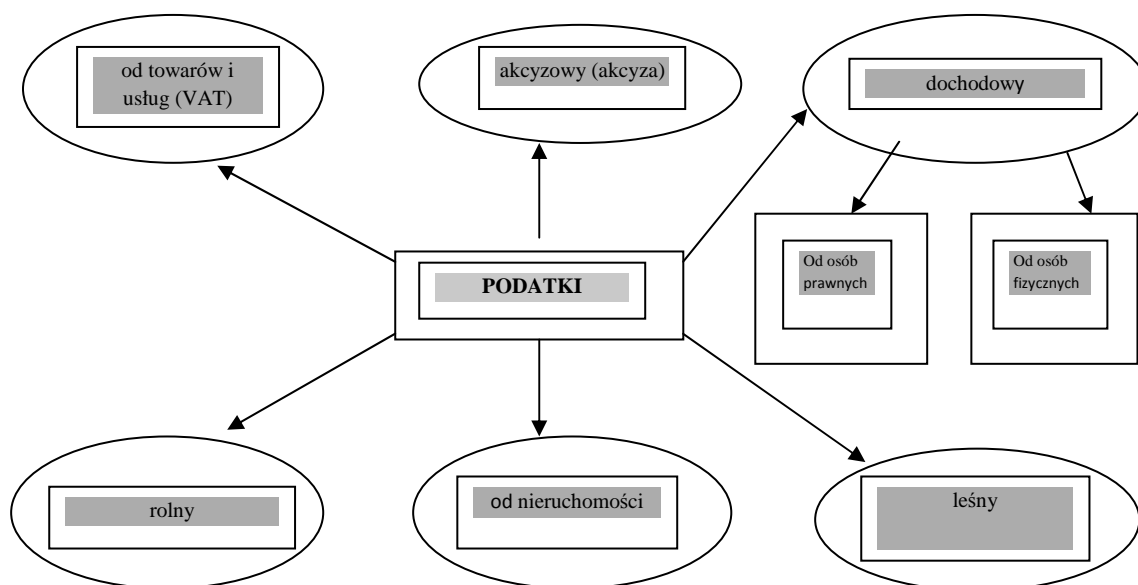 od towarów i
usług (VAT)
akcyzowy (akcyza)
dochodowy
Od osób
prawnych
Od osób
fizycznych
PODATKI
rolny
od nieruchomości
leśny